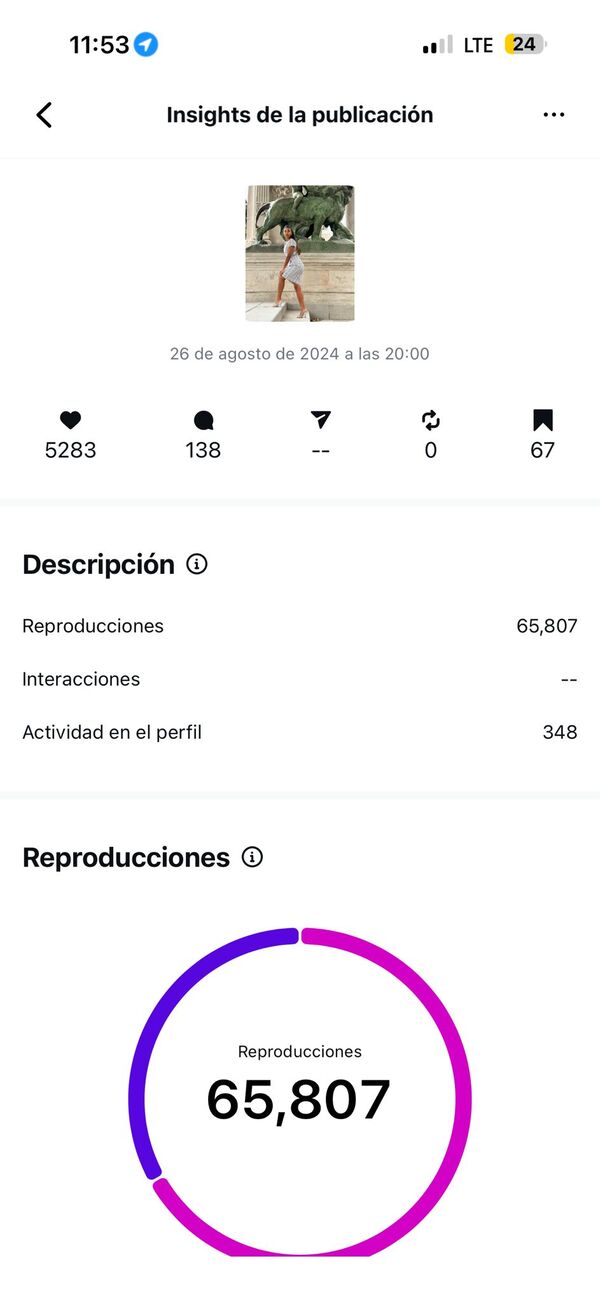 11:53 LTE 24
Insights de la publicación
26 de agosto de 2024 a las 20:00
5283 138 -- 0 67
Descripción
Reproducciones 65,807
Interacciones --
Actividad en el perfil 348
Reproducciones
Reproducciones
65,807